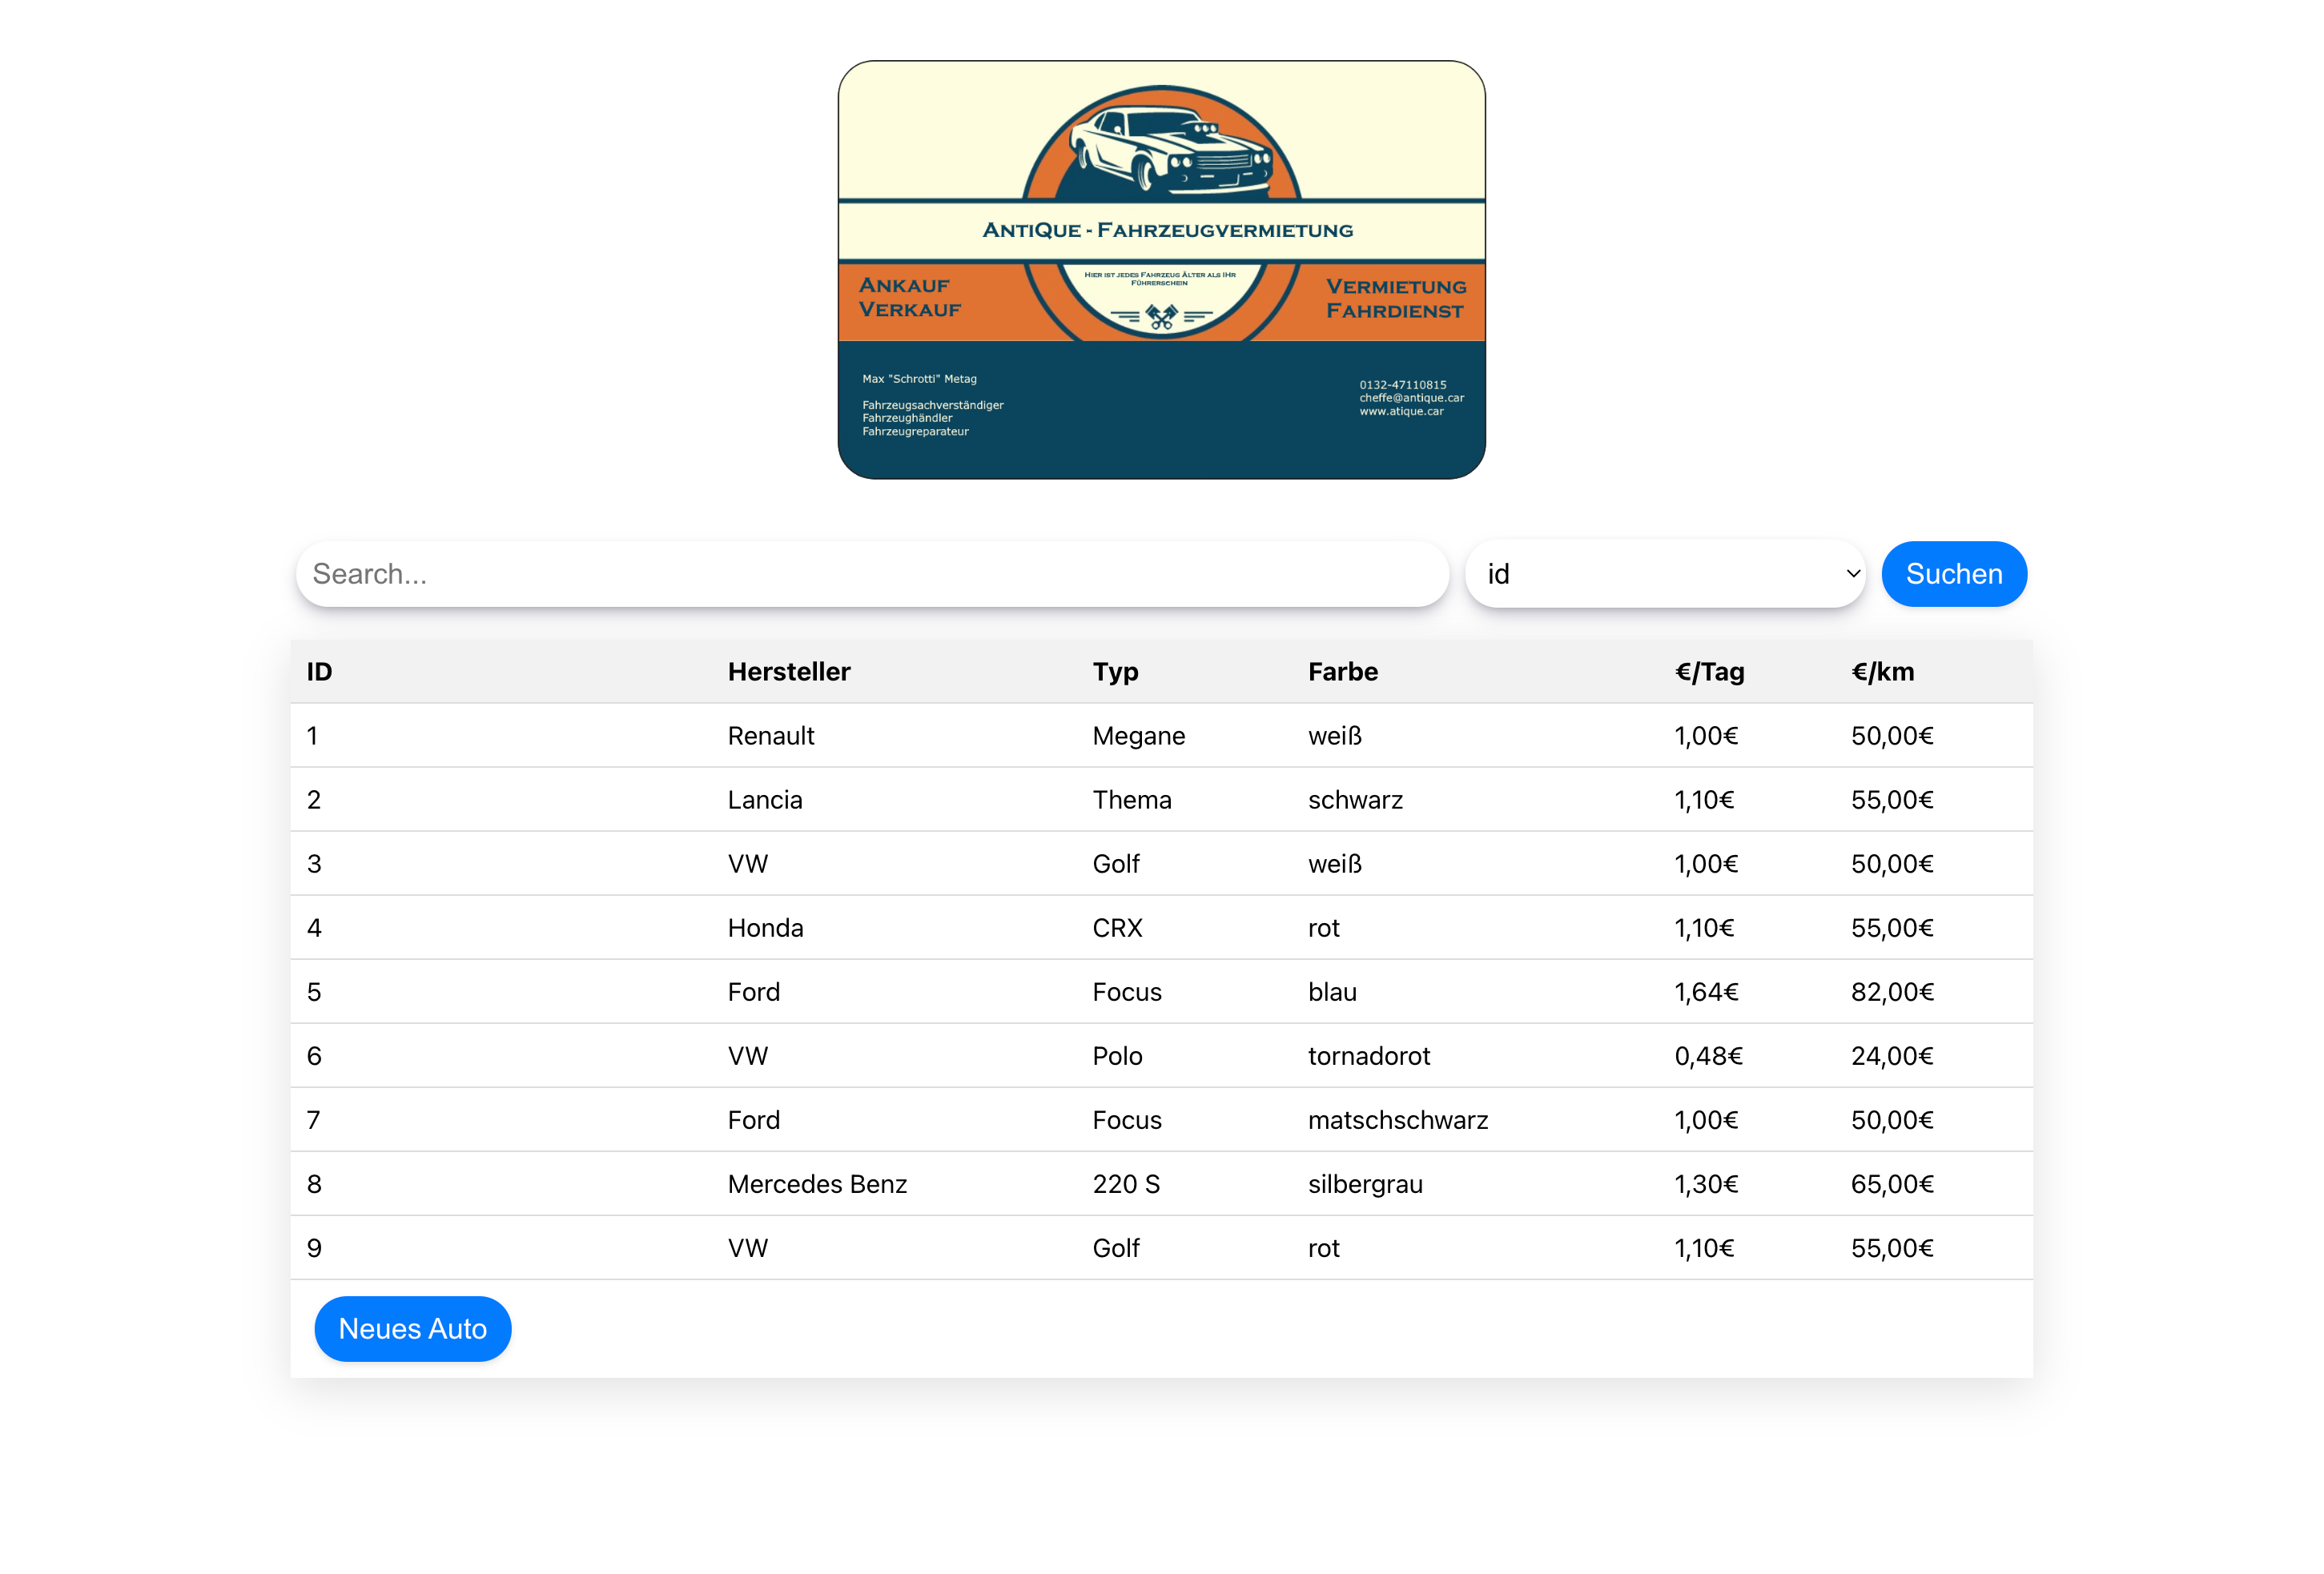 AntiQue - Fahrzeugvermietung
Hier ist jedes Fahrzeug Älter als IHr
Führerschein
Ankauf
Verkauf
Vermietung
Fahrdienst
Max "Schrotti" Metag
Fahrzeugsachverständiger
Fahrzeughändler
Fahrzeugreparateur
0132-47110815
cheffe@antique.car
www.atique.car
Search... id Suchen
ID Hersteller Typ Farbe €/Tag €/km
1 Renault Megane weiß 1,00€ 50,00€
2 Lancia Thema schwarz 1,10€ 55,00€
3 VW Golf weiß 1,00€ 50,00€
4 Honda CRX rot 1,10€ 55,00€
5 Ford Focus blau 1,64€ 82,00€
6 VW Polo tornadorot 0,48€ 24,00€
7 Ford Focus matschschwarz 1,00€ 50,00€
8 Mercedes Benz 220 S silbergrau 1,30€ 65,00€
9 VW Golf rot 1,10€ 55,00€
Neues Auto